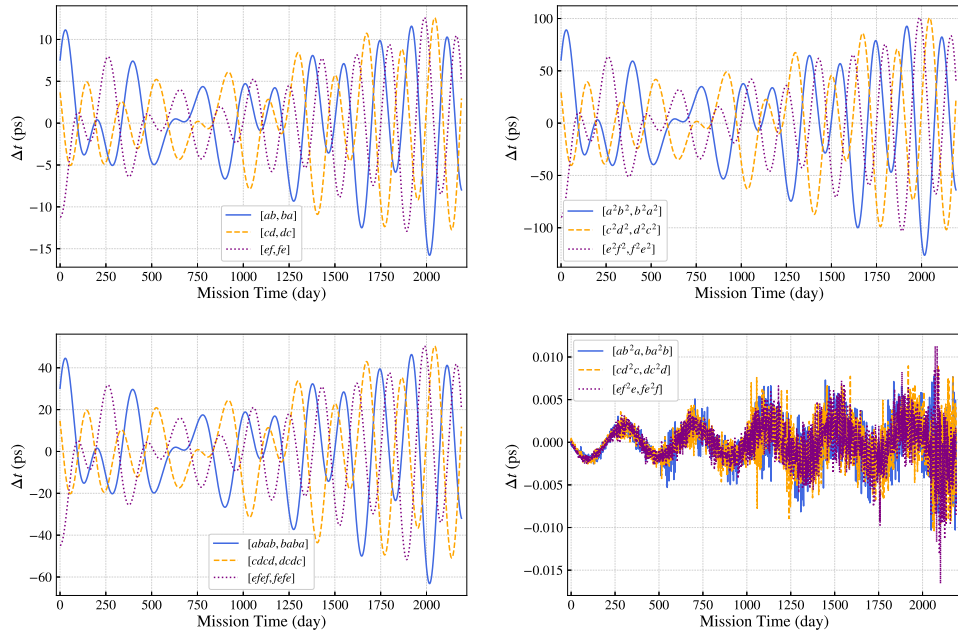 10
5
0
−5
−10
−15
Δt (ps)
[ab, ba]
[cd, dc]
[ef, fe]
0 250 500 750 1000 1250 1500 1750 2000
Mission Time (day)
100
50
0
−50
−100
Δt (ps)
[a²b², b²a²]
[c²d², d²c²]
[e²f², f²e²]
0 250 500 750 1000 1250 1500 1750 2000
Mission Time (day)
40
20
0
−20
−40
−60
Δt (ps)
[abab, baba]
[cdcd, dcdc]
[efef, fefe]
0 250 500 750 1000 1250 1500 1750 2000
Mission Time (day)
0.010
0.005
0.000
−0.005
−0.010
−0.015
Δt (ps)
[ab²a, ba²b]
[cd²c, dc²d]
[ef²e, fe²f]
0 250 500 750 1000 1250 1500 1750 2000
Mission Time (day)